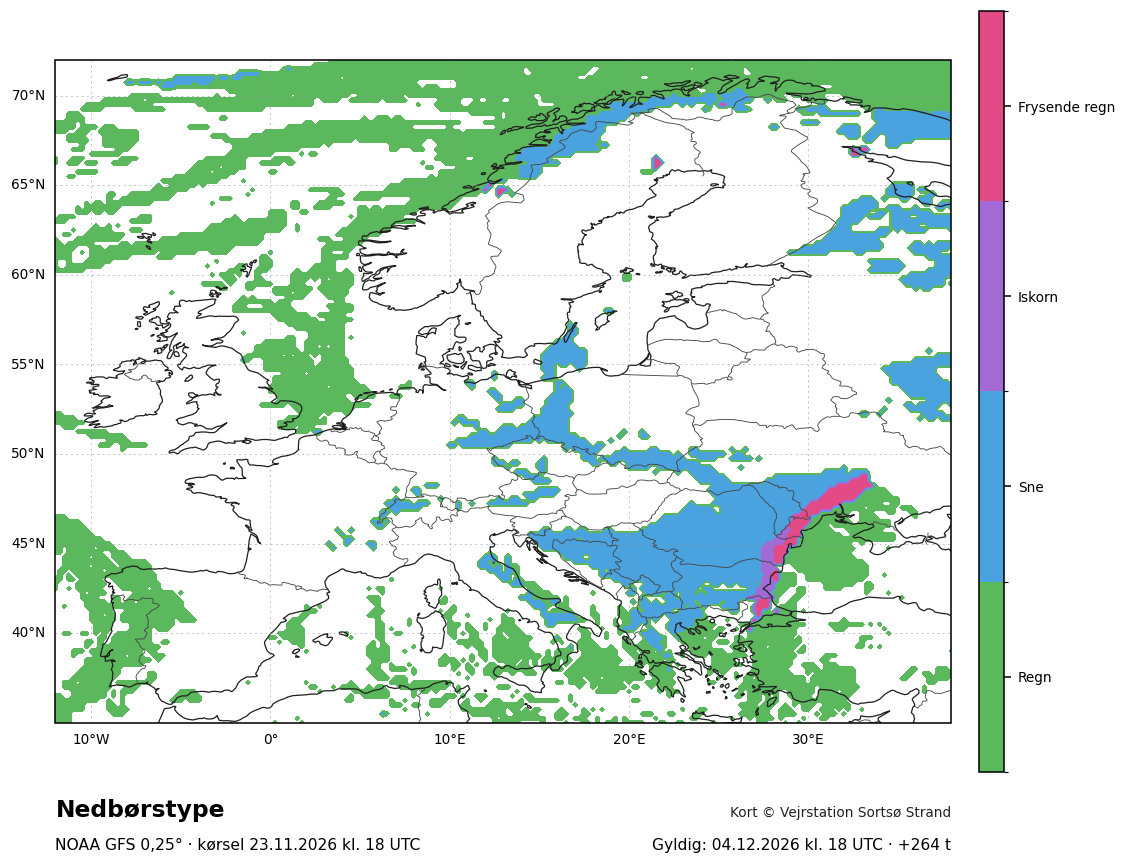 70°N
65°N
60°N
55°N
50°N
45°N
40°N
10°W
0°
10°E
20°E
30°E
Frysende regn
Iskorn
Sne
Regn
Nedbørstype
Kort © Vejrstation Sortsø Strand
NOAA GFS 0,25° · kørsel 23.11.2026 kl. 18 UTC
Gyldig: 04.12.2026 kl. 18 UTC · +264 t